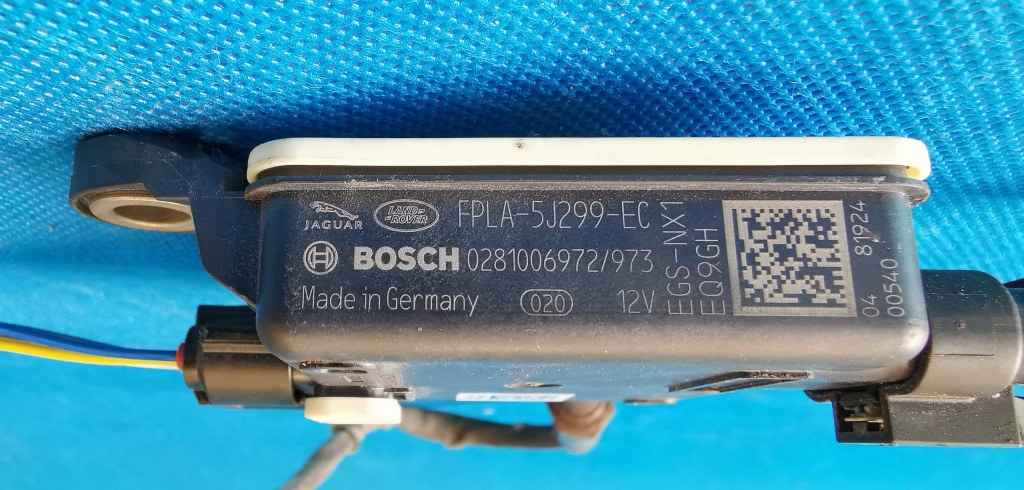 JAGUAR LAND-ROVER FPLA-5J299-EC
BOSCH 0281006972/973
Made in Germany 020 12V
EGS-NX1
EQ9GH
81924
04
00540